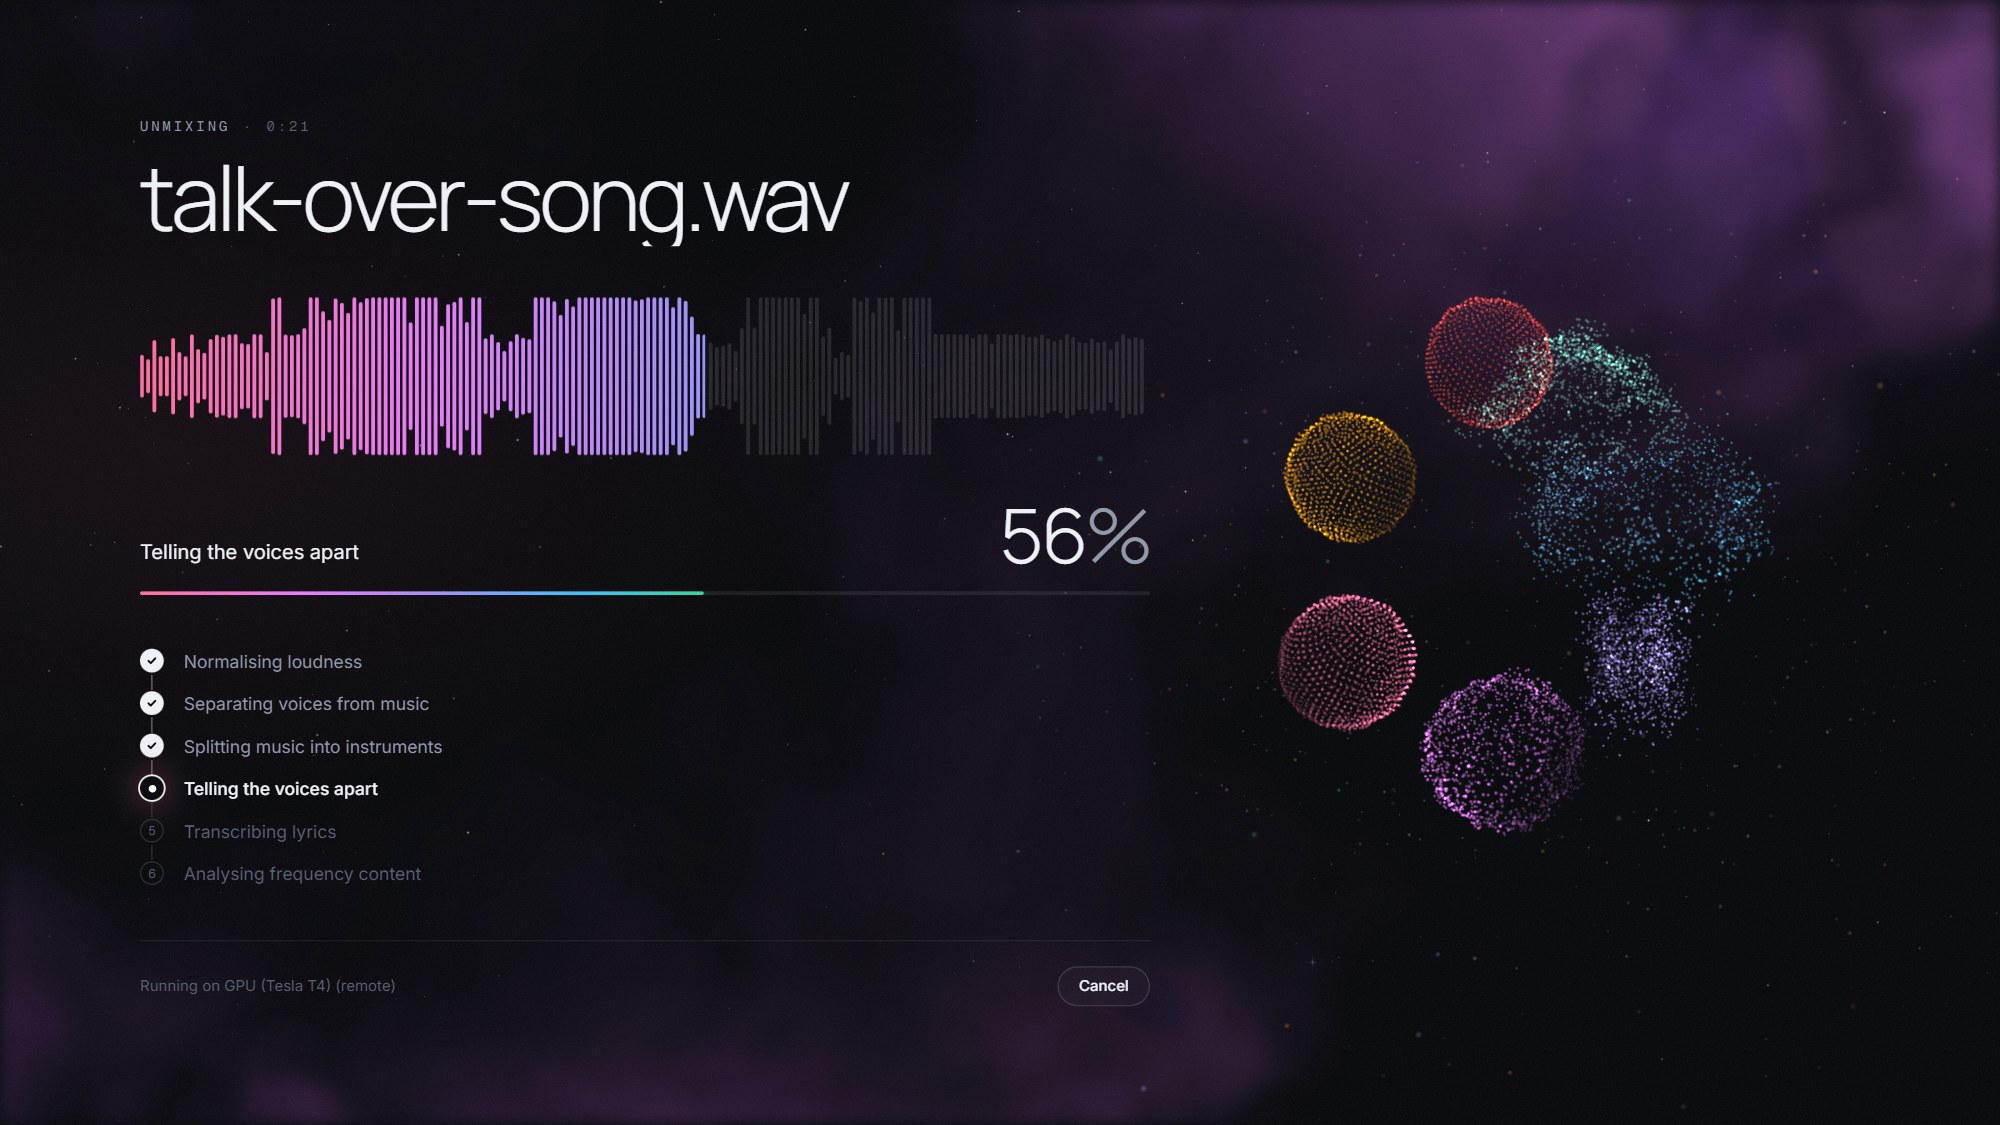 UNMIXING · 0:21
talk-over-song.wav
Telling the voices apart
56%
Normalising loudness
Separating voices from music
Splitting music into instruments
Telling the voices apart
5 Transcribing lyrics
6 Analysing frequency content
Running on GPU (Tesla T4) (remote)
Cancel